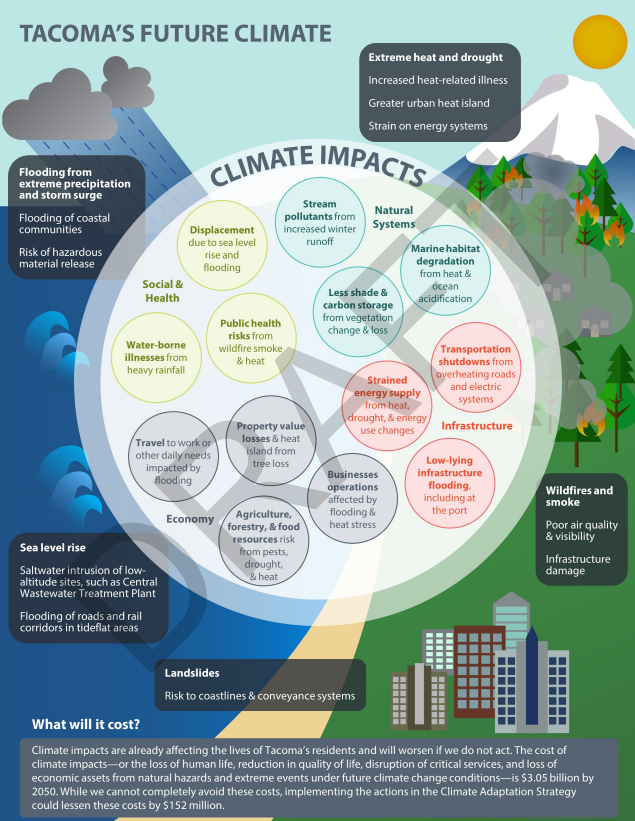 TACOMA'S FUTURE CLIMATE
Extreme heat and drought
Increased heat-related illness
Greater urban heat island
Strain on energy systems
Flooding from
extreme precipitation
and storm surge
Flooding of coastal
communities
Risk of hazardous
material release
CLIMATE IMPACTS
Social &
Health
Displacement
due to sea level
rise and
flooding
Water-borne
illnesses from
heavy rainfall
Public health
risks from
wildfire smoke
& heat
Natural
Systems
Stream
pollutants from
increased winter
runoff
Marine habitat
degradation
from heat &
ocean
acidification
Less shade &
carbon storage
from vegetation
change & loss
Infrastructure
Transportation
shutdowns from
overheating roads
and electric
systems
Strained
energy supply
from heat,
drought, & energy
use changes
Low-lying
infrastructure
flooding,
including at
the port
Economy
Travel to work or
other daily needs
impacted by
flooding
Property value
losses & heat
island from
tree loss
Businesses
operations
affected by
flooding &
heat stress
Agriculture,
forestry, & food
resources risk
from pests,
drought,
& heat
DRAFT
Wildfires and
smoke
Poor air quality
& visibility
Infrastructure
damage
Sea level rise
Saltwater intrusion of low-
altitude sites, such as Central
Wastewater Treatment Plant
Flooding of roads and rail
corridors in tideflat areas
Landslides
Risk to coastlines & conveyance systems
What will it cost?
Climate impacts are already affecting the lives of Tacoma's residents and will worsen if we do not act. The cost of
climate impacts—or the loss of human life, reduction in quality of life, disruption of critical services, and loss of
economic assets from natural hazards and extreme events under future climate change conditions—is $3.05 billion by
2050. While we cannot completely avoid these costs, implementing the actions in the Climate Adaptation Strategy
could lessen these costs by $152 million.